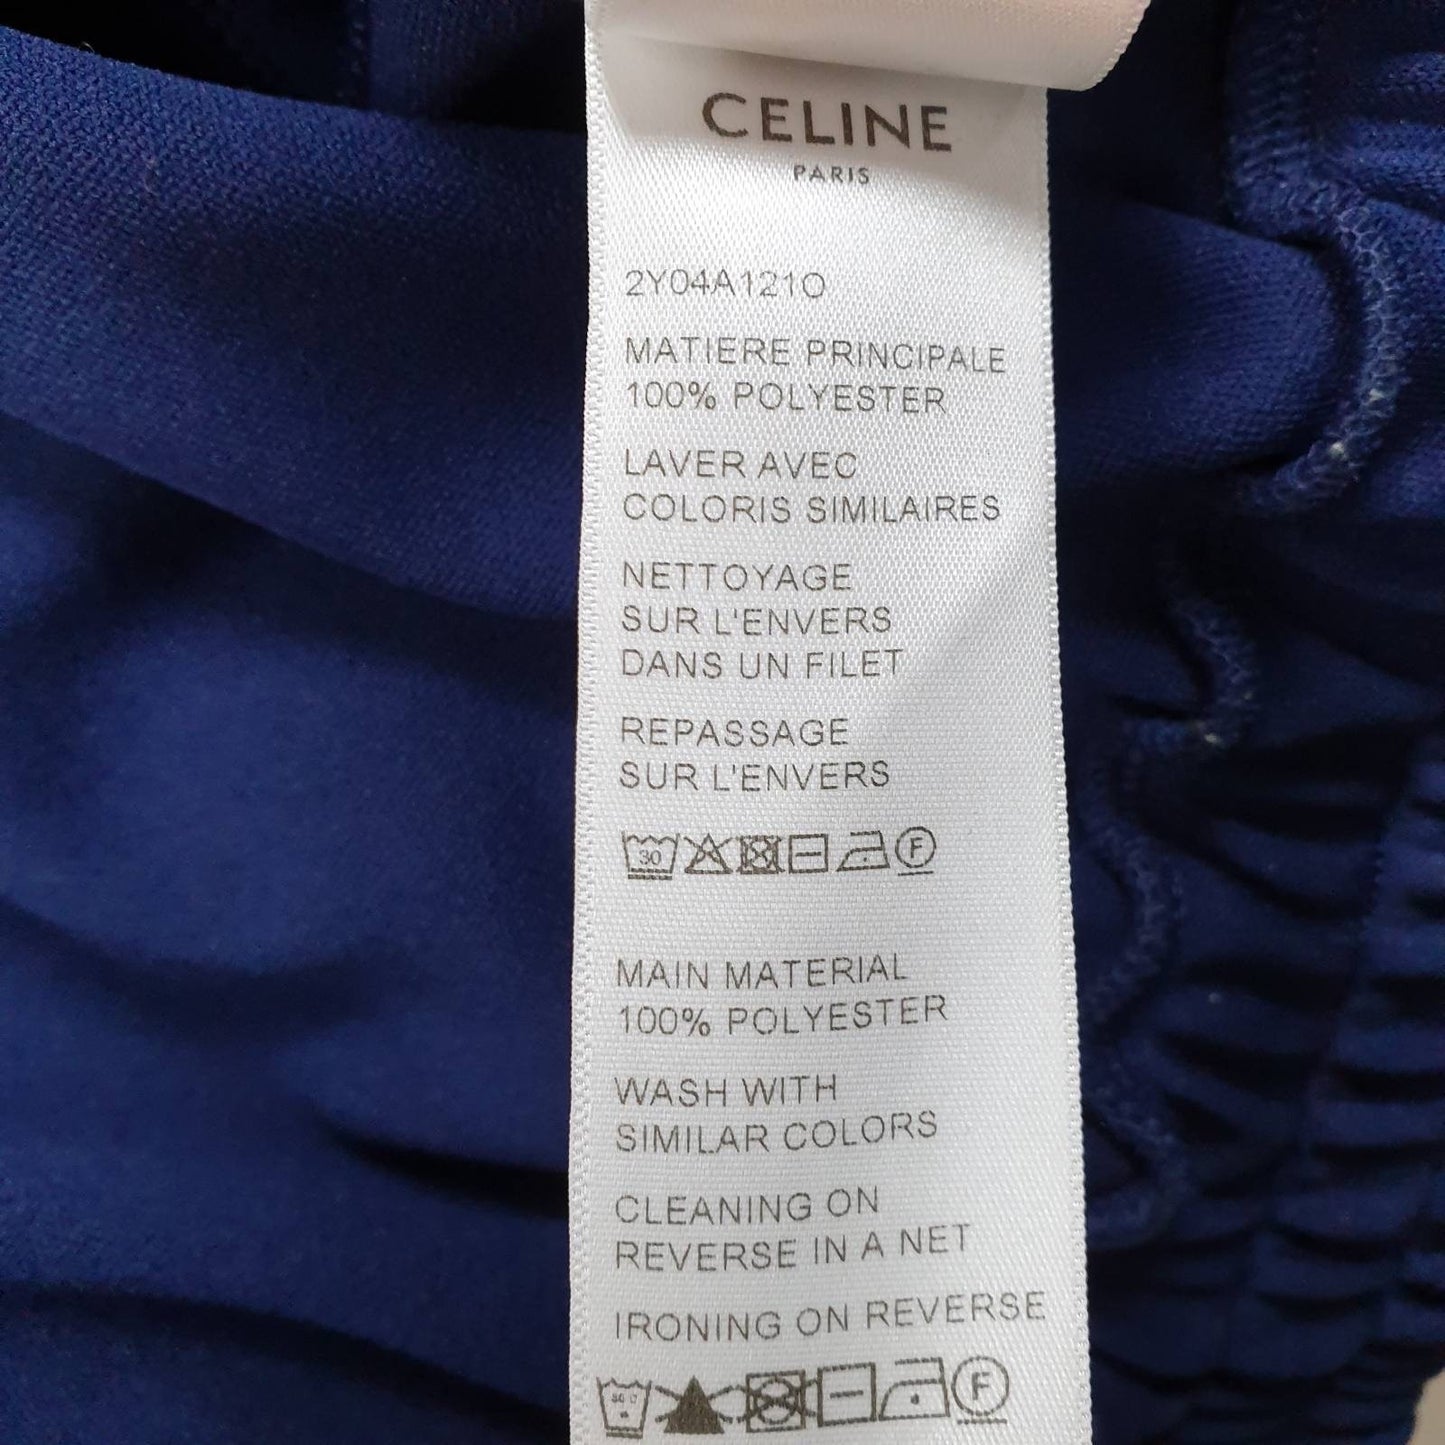 CELINE
PARIS
2Y04A121O
MATIERE PRINCIPALE
100% POLYESTER
LAVER AVEC
COLORIS SIMILAIRES
NETTOYAGE
SUR L'ENVERS
DANS UN FILET
REPASSAGE
SUR L'ENVERS
30 F
MAIN MATERIAL
100% POLYESTER
WASH WITH
SIMILAR COLORS
CLEANING ON
REVERSE IN A NET
IRONING ON REVERSE
F